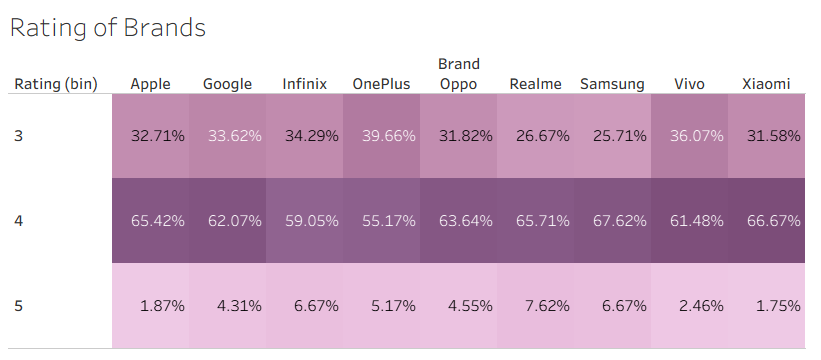 Rating of Brands
Brand
Rating (bin) Apple Google Infinix OnePlus Oppo Realme Samsung Vivo Xiaomi
3 32.71% 33.62% 34.29% 39.66% 31.82% 26.67% 25.71% 36.07% 31.58%
4 65.42% 62.07% 59.05% 55.17% 63.64% 65.71% 67.62% 61.48% 66.67%
5 1.87% 4.31% 6.67% 5.17% 4.55% 7.62% 6.67% 2.46% 1.75%